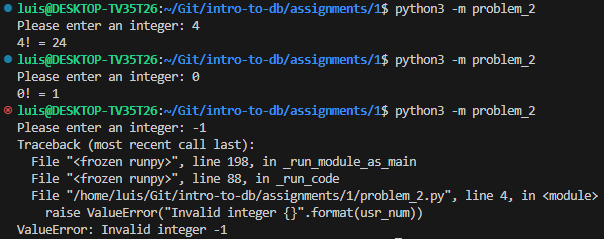 luis@DESKTOP-TV35T26:~/Git/intro-to-db/assignments/1$ python3 -m problem_2
Please enter an integer: 4
4! = 24
luis@DESKTOP-TV35T26:~/Git/intro-to-db/assignments/1$ python3 -m problem_2
Please enter an integer: 0
0! = 1
luis@DESKTOP-TV35T26:~/Git/intro-to-db/assignments/1$ python3 -m problem_2
Please enter an integer: -1
Traceback (most recent call last):
  File "<frozen runpy>", line 198, in _run_module_as_main
  File "<frozen runpy>", line 88, in _run_code
  File "/home/luis/Git/intro-to-db/assignments/1/problem_2.py", line 4, in <module>
    raise ValueError("Invalid integer {}".format(usr_num))
ValueError: Invalid integer -1